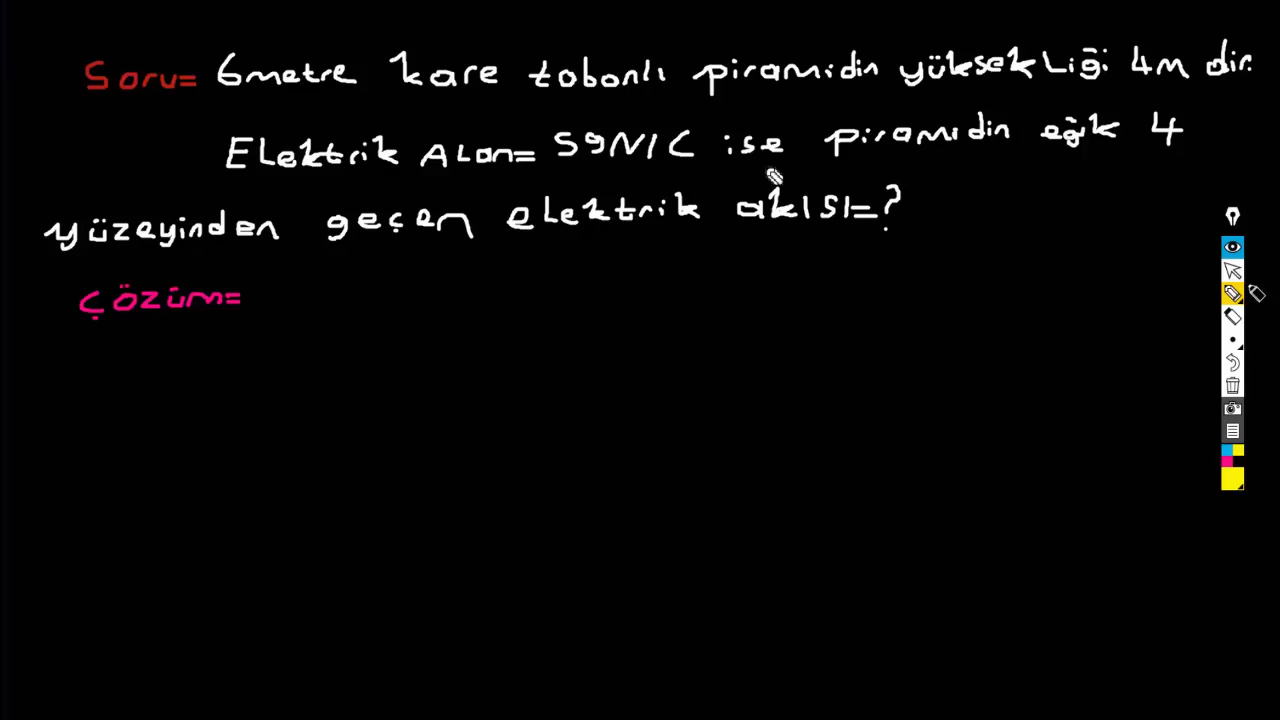 Soru= 6metre kare tabanlı piramidin yüksekliği 4m dir.
Elektrik Alan= 59N/C ise piramidin eğik 4
yüzeyinden geçen elektrik akısı=?
Çözüm=